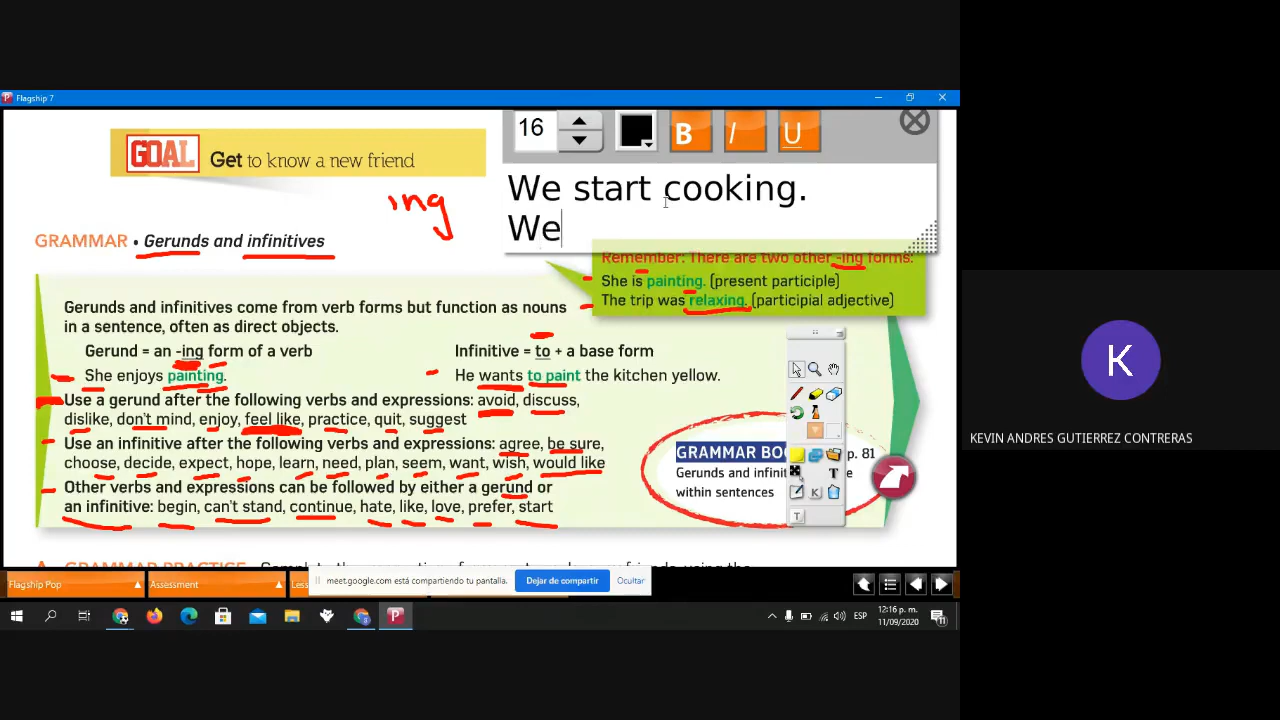 Flagship 7
16
B I U
GOAL Get to know a new friend
We start cooking.
We
ing
GRAMMAR • Gerunds and infinitives
Remember: There are two other -ing forms:
She is painting. (present participle)
The trip was relaxing. (participial adjective)
Gerunds and infinitives come from verb forms but function as nouns
in a sentence, often as direct objects.
Gerund = an -ing form of a verb
Infinitive = to + a base form
She enjoys painting.
He wants to paint the kitchen yellow.
Use a gerund after the following verbs and expressions: avoid, discuss,
dislike, don't mind, enjoy, feel like, practice, quit, suggest
Use an infinitive after the following verbs and expressions: agree, be sure,
choose, decide, expect, hope, learn, need, plan, seem, want, wish, would like
Other verbs and expressions can be followed by either a gerund or
an infinitive: begin, can't stand, continue, hate, like, love, prefer, start
GRAMMAR BOO p. 81
Gerunds and infinit e
within sentences
T
K
T
K
KEVIN ANDRES GUTIERREZ CONTRERAS
Flagship Pop
Assessment
Less
meet.google.com está compartiendo tu pantalla.
Dejar de compartir
Ocultar
ESP
12:16 p. m.
11/09/2020